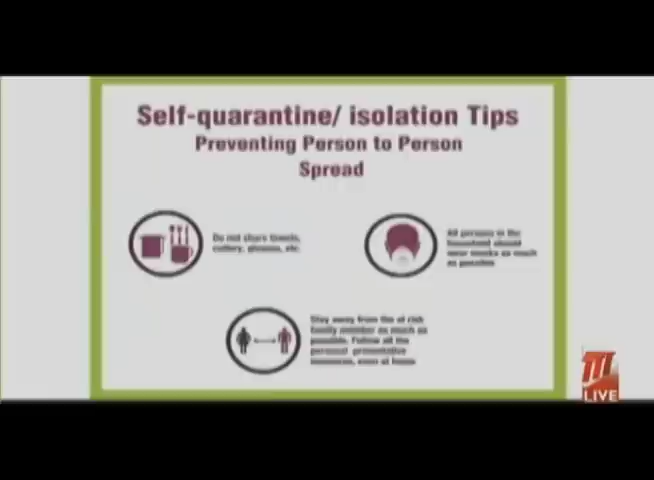 Self-quarantine/ isolation Tips
Preventing Person to Person
Spread
Do not share towels,
cutlery, glasses, etc.
All persons in the
household should
wear masks as much
as possible
Stay away from the at risk
family member as much as
possible. Follow all the
personal preventative
measures, even at home
LIVE